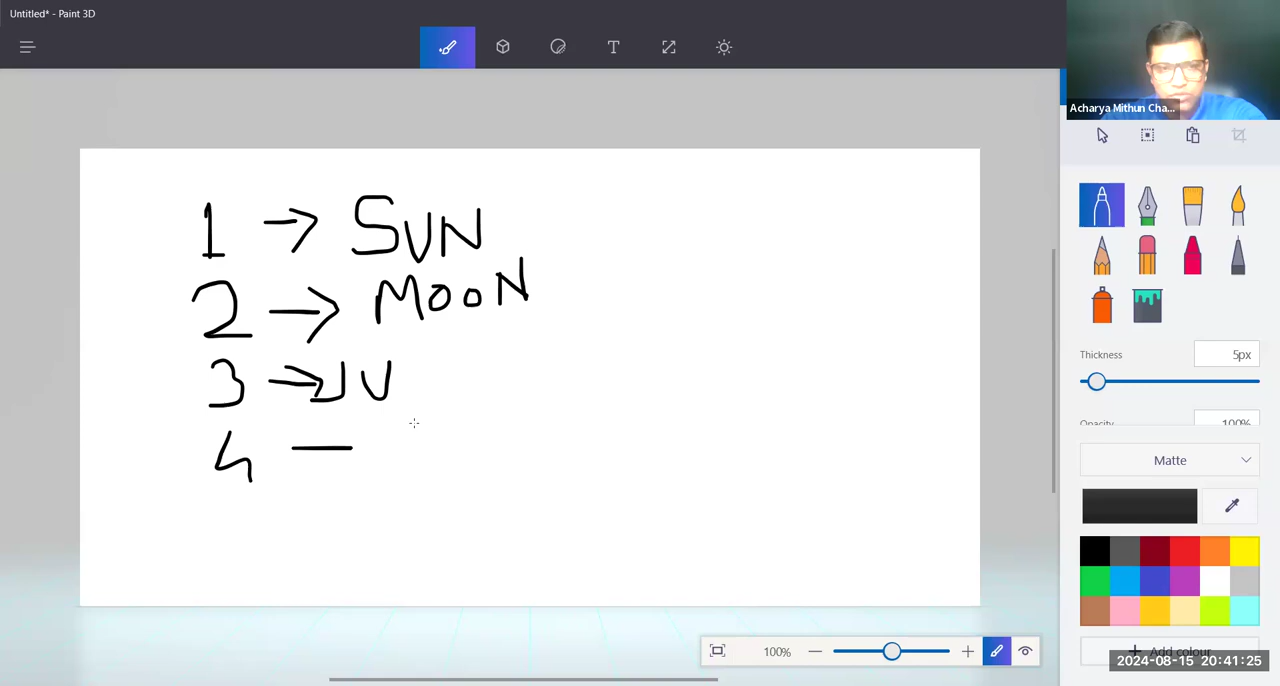 Untitled* - Paint 3D
Acharya Mithun Cha...
1 → SUN
2 → MOON
3 → JU
4 —
Thickness
5px
Opacity
100%
Matte
100%
+ Add colour
2024-08-15 20:41:25